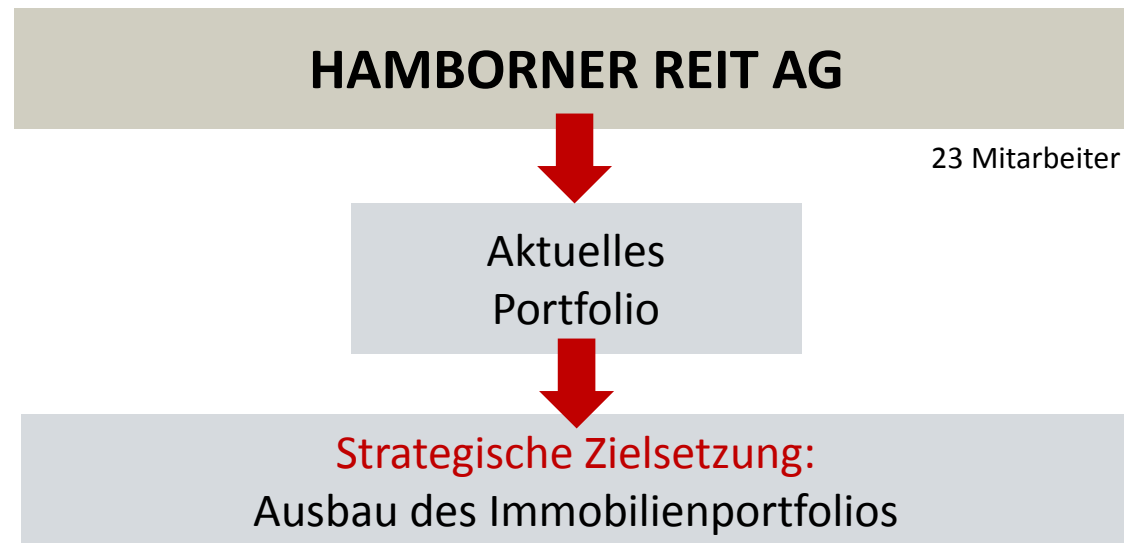 HAMBORNER REIT AG
23 Mitarbeiter
Aktuelles
Portfolio
Strategische Zielsetzung:
Ausbau des Immobilienportfolios